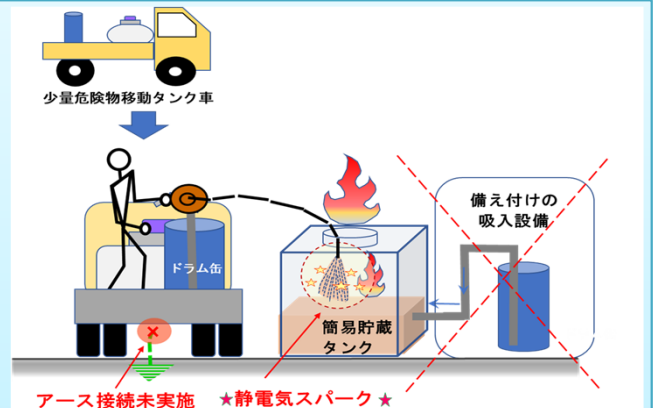 少量危険物移動タンク車
備え付けの
吸入設備
ドラム缶
簡易貯蔵
タンク
アース接続未実施
★静電気スパーク★